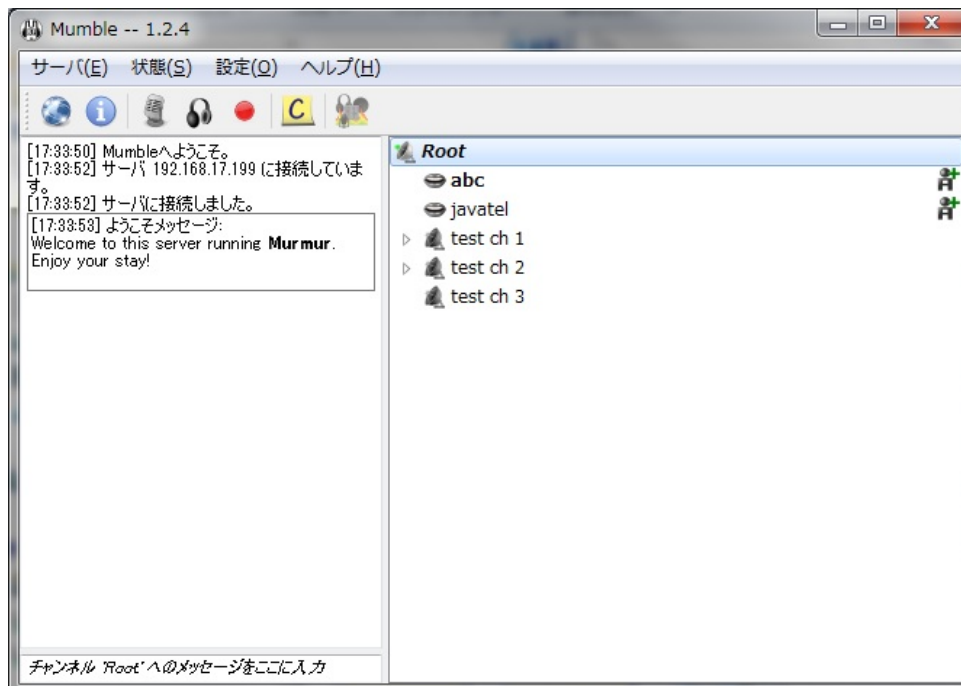 Mumble -- 1.2.4
サーバ(E) 状態(S) 設定(O) ヘルプ(H)
C
[17:33:50] Mumbleへようこそ。
[17:33:52] サーバ 192.168.17.199 に接続していま
す。
[17:33:52] サーバに接続しました。
[17:33:53] ようこそメッセージ:
Welcome to this server running Murmur.
Enjoy your stay!
チャンネル 'Root' へのメッセージをここに入力
Root
abc
javatel
test ch 1
test ch 2
test ch 3